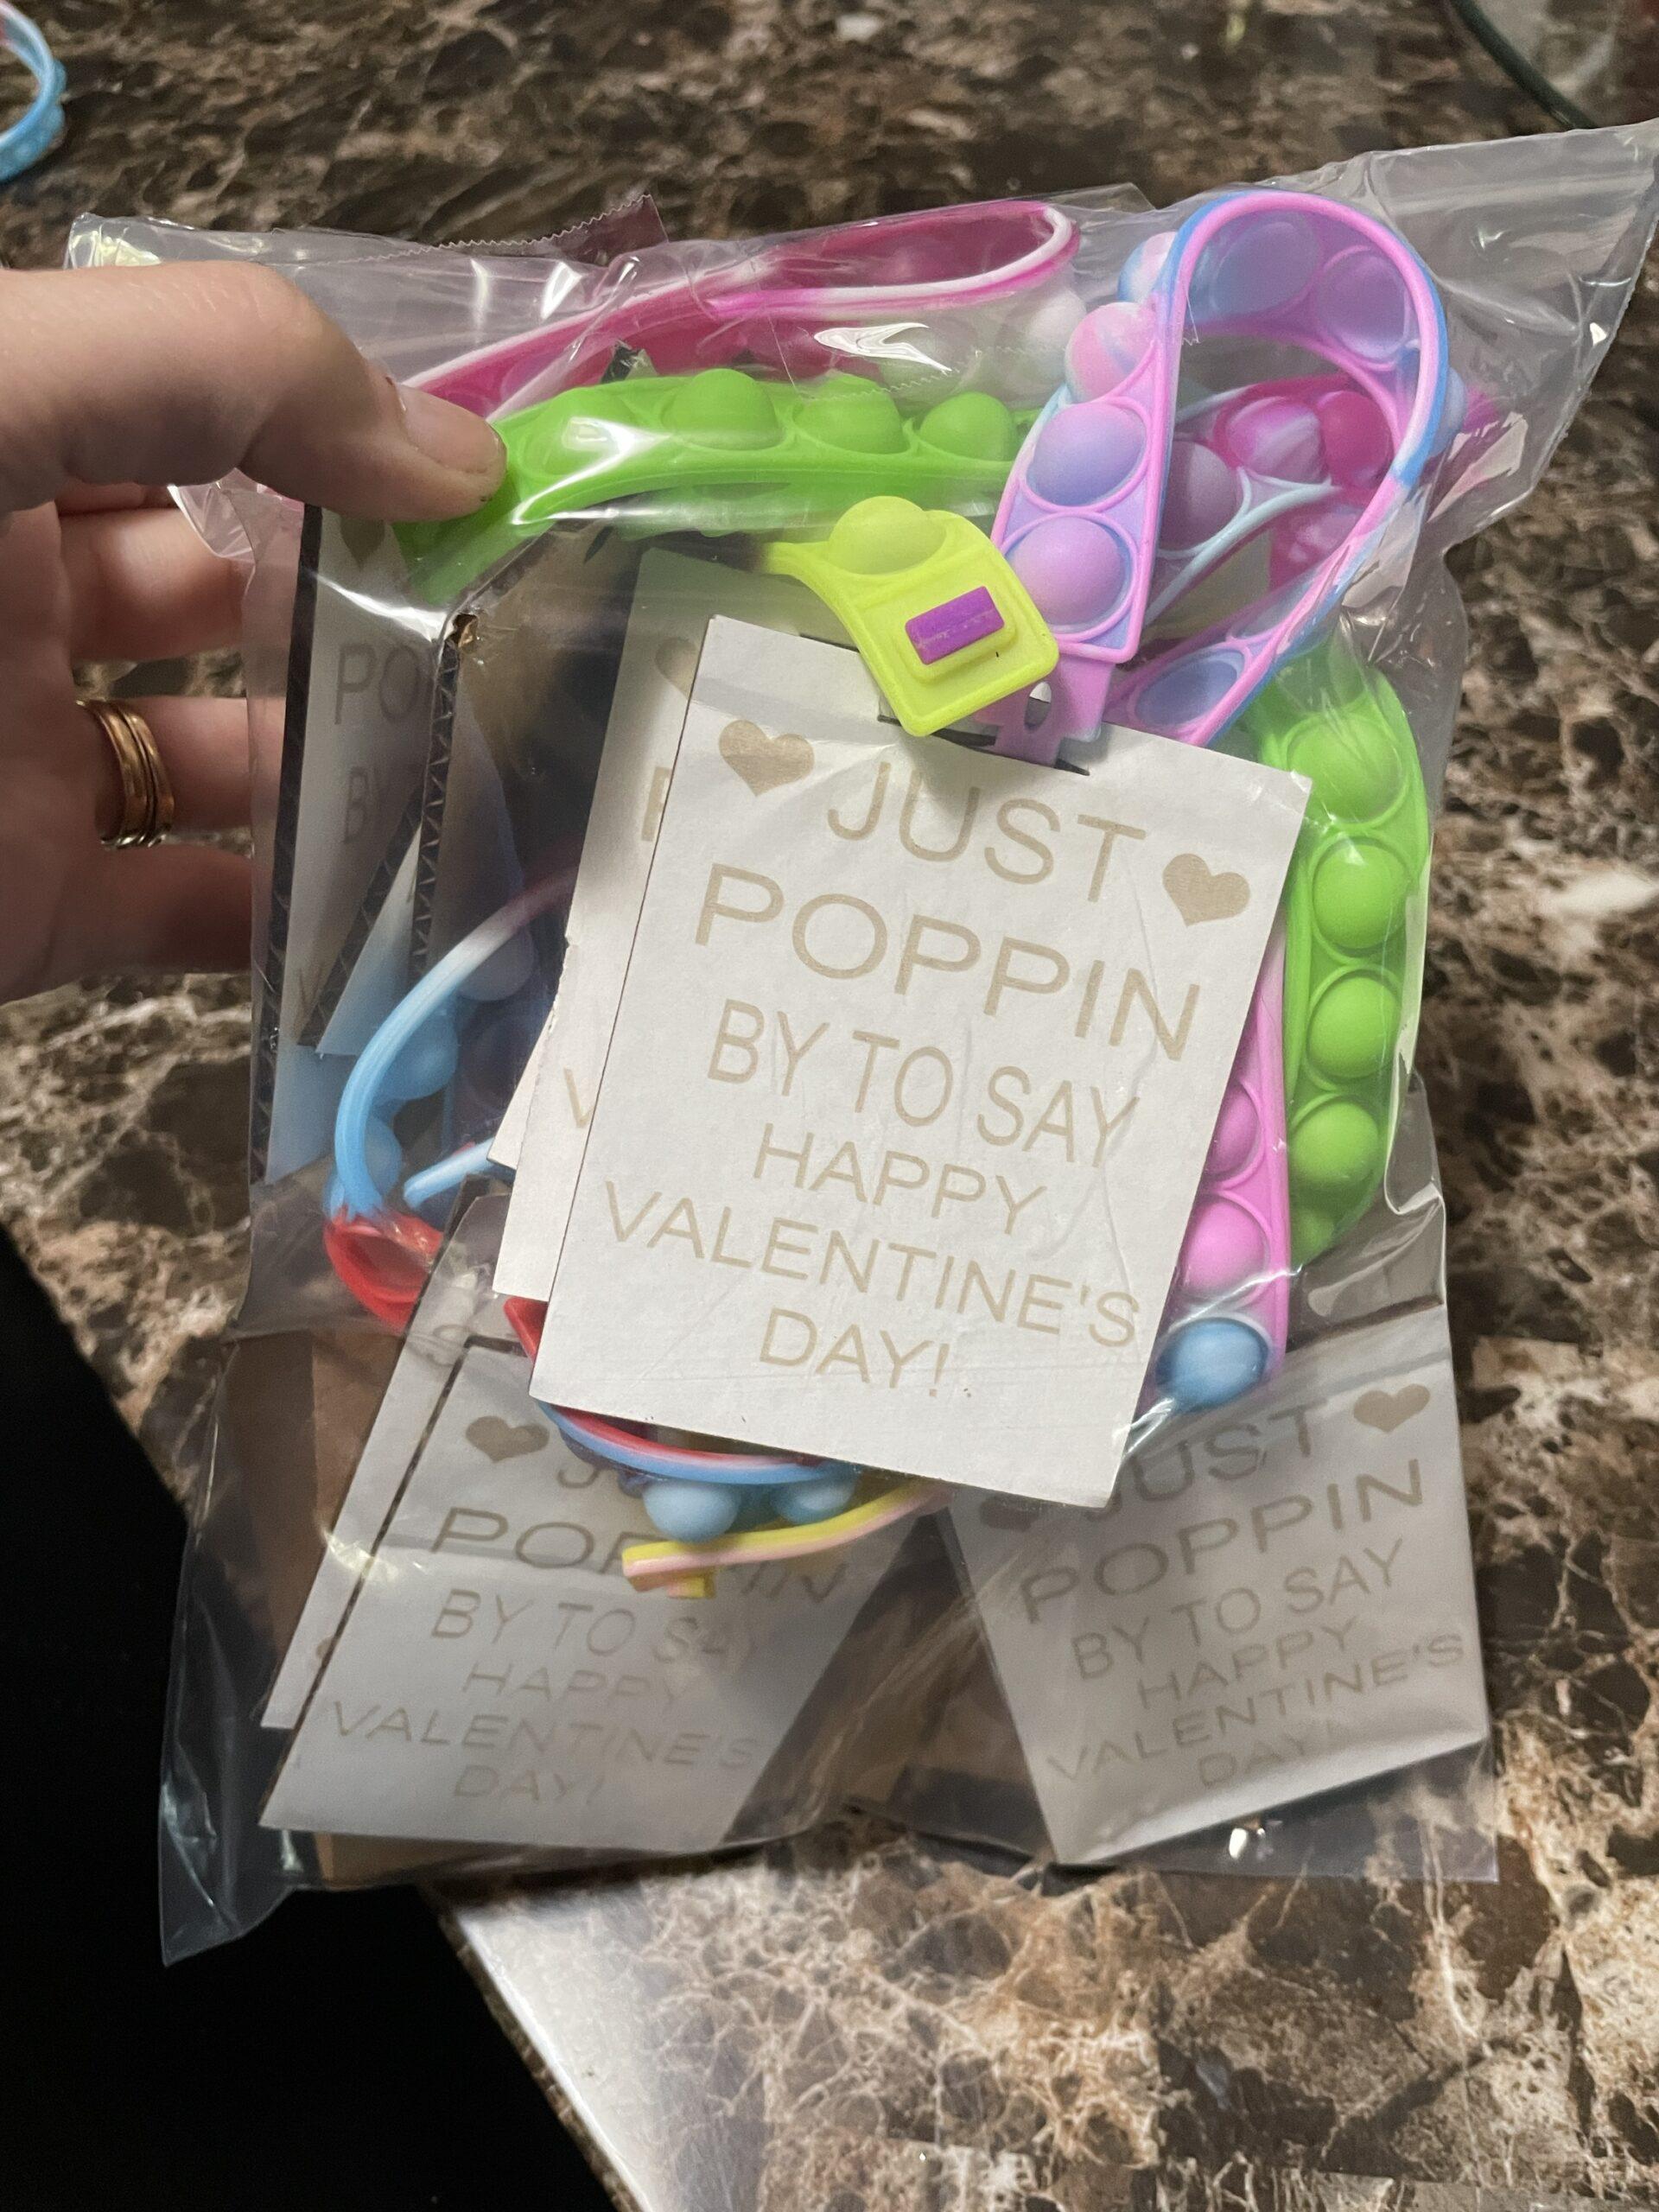 JUST
POPPIN
BY TO SAY
HAPPY
VALENTINE'S
DAY!
PO
B
POPPIN
BY TO
HAPPY
VALENTINE'S
DAY!
JUST
POPPIN
BY TO SAY
HAPPY
VALENTINE'S
DAY